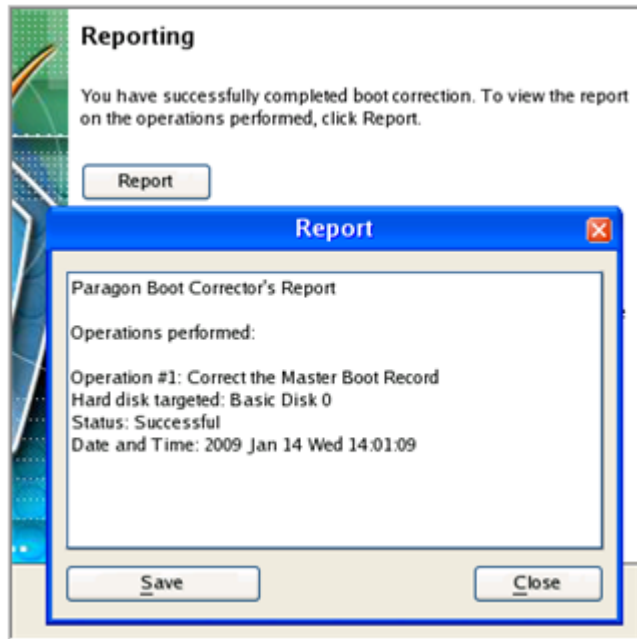 Reporting
You have successfully completed boot correction. To view the report
on the operations performed, click Report.
Report
Report
Paragon Boot Corrector's Report
Operations performed:
Operation #1: Correct the Master Boot Record
Hard disk targeted: Basic Disk 0
Status: Successful
Date and Time: 2009 Jan 14 Wed 14:01:09
Save
Close